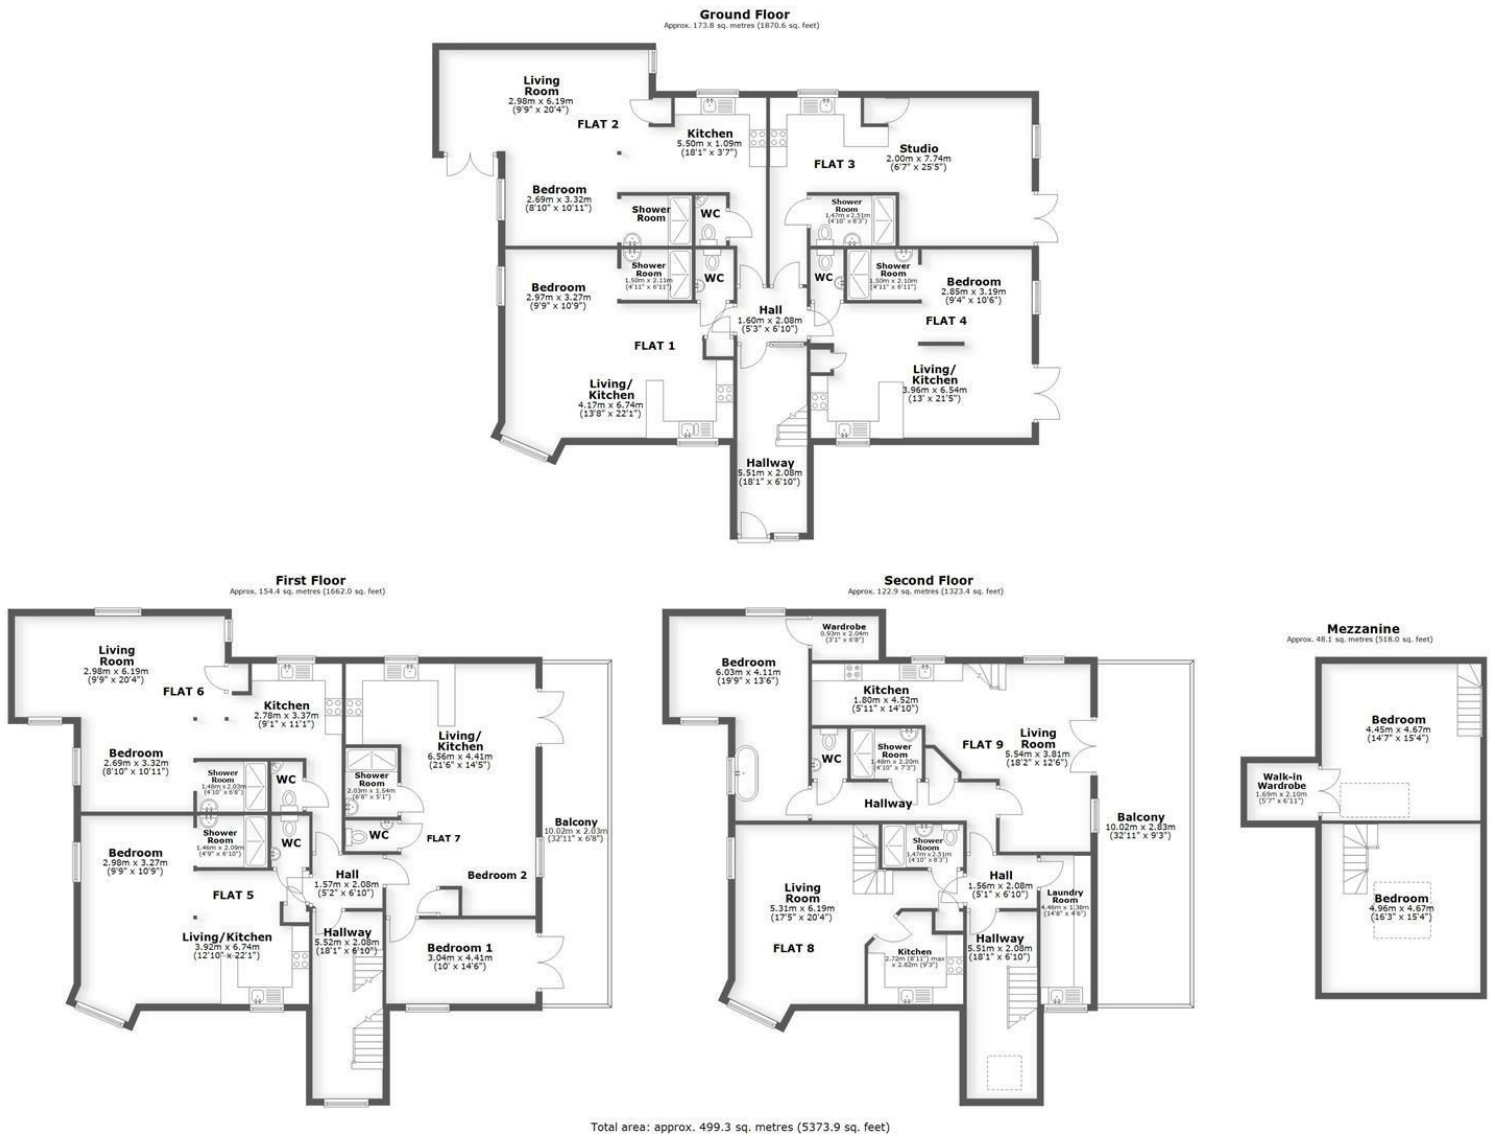 Ground Floor
Approx. 173.8 sq. metres (1870.6 sq. feet)
Living
Room
2.98m x 6.19m
(9'9" x 20'4")
FLAT 2
Kitchen
5.50m x 1.09m
(18'1" x 3'7")
Bedroom
2.69m x 3.32m
(8'10" x 10'11")
Shower
Room
WC
FLAT 3
Studio
2.00m x 7.74m
(6'7" x 25'5")
Shower
Room
1.47m x 2.51m
(4'10" x 8'3")
Bedroom
2.97m x 3.27m
(9'9" x 10'9")
Shower
Room
1.50m x 2.11m
(4'11" x 6'11")
WC
FLAT 1
Living/
Kitchen
4.17m x 6.74m
(13'8" x 22'1")
Hall
1.60m x 2.08m
(5'3" x 6'10")
WC
Shower
Room
1.50m x 2.10m
(4'11" x 6'11")
Bedroom
2.85m x 3.19m
(9'4" x 10'6")
FLAT 4
Living/
Kitchen
3.96m x 6.54m
(13' x 21'5")
Hallway
5.51m x 2.08m
(18'1" x 6'10")
First Floor
Approx. 154.4 sq. metres (1662.0 sq. feet)
Living
Room
2.98m x 6.19m
(9'9" x 20'4")
FLAT 6
Kitchen
2.78m x 3.37m
(9'1" x 11'1")
Bedroom
2.69m x 3.32m
(8'10" x 10'11")
Shower
Room
1.48m x 2.03m
(4'10" x 6'8")
WC
Living/
Kitchen
6.56m x 4.41m
(21'6" x 14'5")
Shower
Room
2.03m x 1.54m
(6'8" x 5'1")
WC
FLAT 7
Balcony
10.02m x 2.03m
(32'11" x 6'8")
Bedroom
2.98m x 3.27m
(9'9" x 10'9")
Shower
Room
1.46m x 2.09m
(4'9" x 6'10")
WC
FLAT 5
Living/Kitchen
3.92m x 6.74m
(12'10" x 22'1")
Hall
1.57m x 2.08m
(5'2" x 6'10")
Bedroom 2
Hallway
5.52m x 2.08m
(18'1" x 6'10")
Bedroom 1
3.04m x 4.41m
(10' x 14'6")
Second Floor
Approx. 122.9 sq. metres (1323.4 sq. feet)
Wardrobe
0.93m x 2.04m
(3'1" x 6'8")
Bedroom
6.03m x 4.11m
(19'9" x 13'6")
Kitchen
1.80m x 4.52m
(5'11" x 14'10")
FLAT 9
Living
Room
5.54m x 3.81m
(18'2" x 12'6")
WC
Shower
Room
1.48m x 2.20m
(4'10" x 7'3")
Hallway
Balcony
10.02m x 2.83m
(32'11" x 9'3")
Shower
Room
1.47m x 2.51m
(4'10" x 8'3")
Living
Room
5.31m x 6.19m
(17'5" x 20'4")
FLAT 8
Hall
1.56m x 2.08m
(5'1" x 6'10")
Laundry
Room
4.46m x 1.38m
(14'8" x 4'6")
Kitchen
2.72m (8'11") max
x 2.82m (9'3")
Hallway
5.51m x 2.08m
(18'1" x 6'10")
Mezzanine
Approx. 48.1 sq. metres (518.0 sq. feet)
Bedroom
4.45m x 4.67m
(14'7" x 15'4")
Walk-in
Wardrobe
1.69m x 2.10m
(5'7" x 6'11")
Bedroom
4.96m x 4.67m
(16'3" x 15'4")
Total area: approx. 499.3 sq. metres (5373.9 sq. feet)